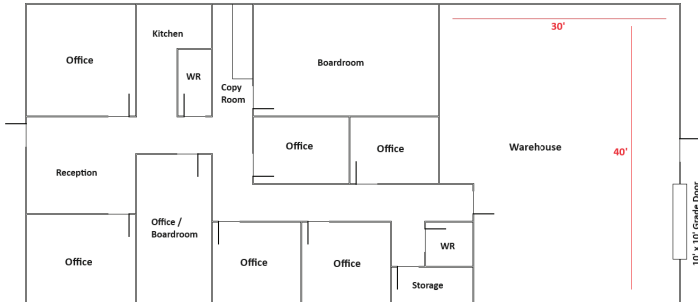 30'
Kitchen
Office
Boardroom
WR
Copy
Room
Office
Office
Warehouse
40'
Reception
Office /
Boardroom
10' x 10' Grade Door
Office
Office
Office
WR
Storage